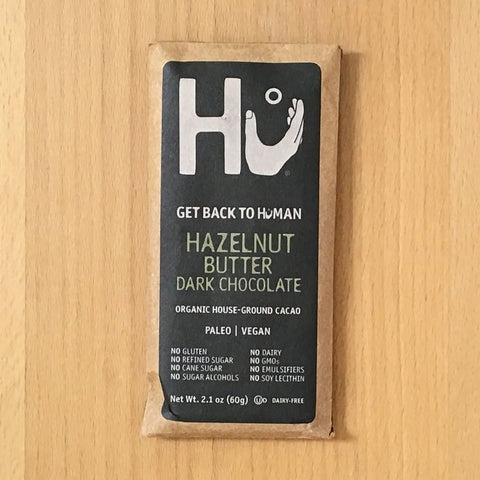 Hu
®
GET BACK TO HUMAN
HAZELNUT
BUTTER
DARK CHOCOLATE
ORGANIC HOUSE-GROUND CACAO
PALEO | VEGAN
NO GLUTEN
NO REFINED SUGAR
NO CANE SUGAR
NO SUGAR ALCOHOLS
NO DAIRY
NO GMOs
NO EMULSIFIERS
NO SOY LECITHIN
Net Wt. 2.1 oz (60g) UD DAIRY-FREE